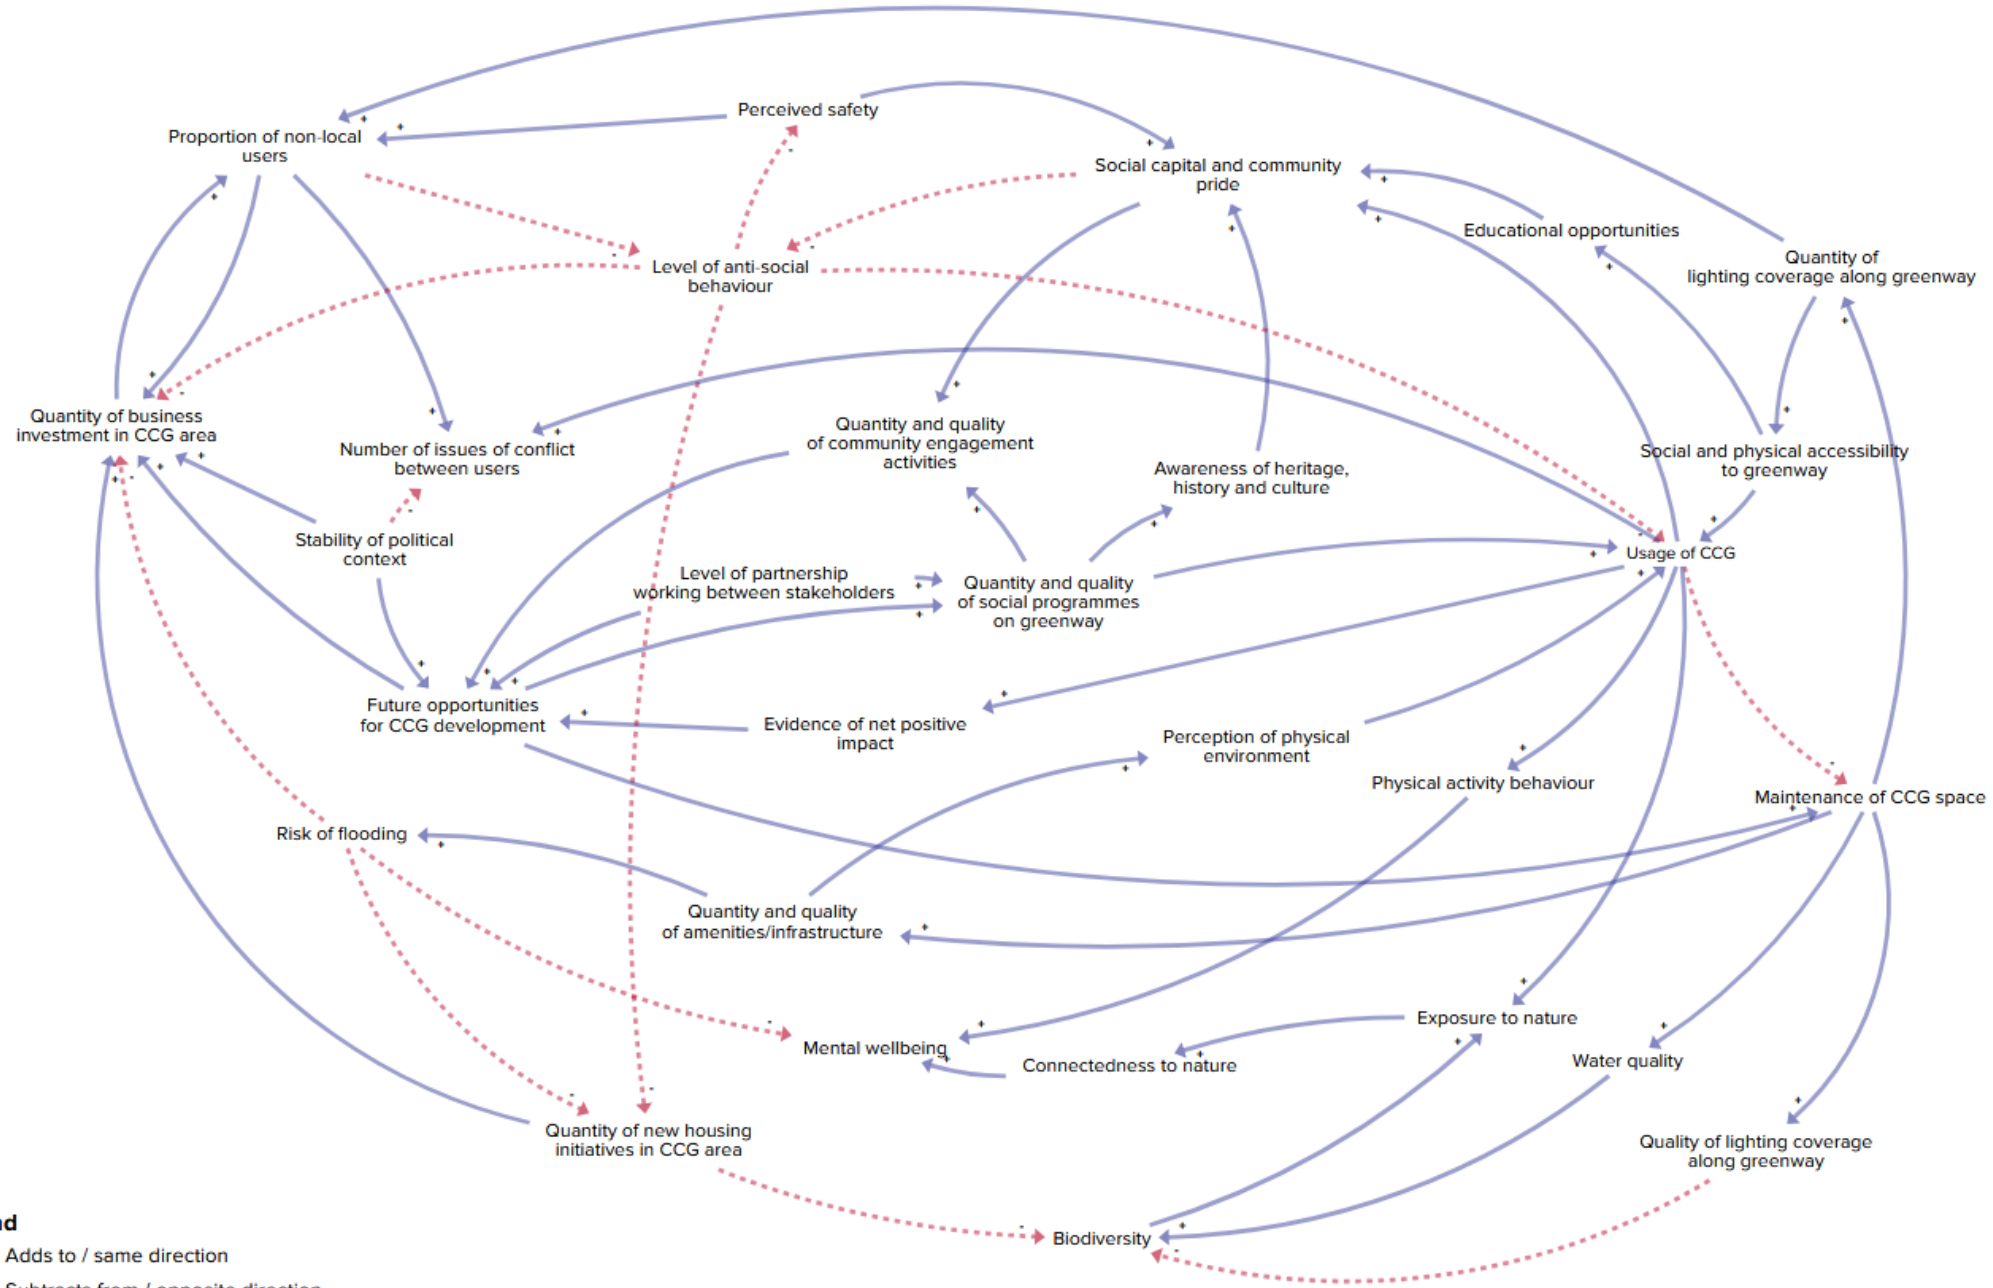 Perceived safety
Proportion of non-local
users
Social capital and community
pride
Educational opportunities
Quantity of
lighting coverage along greenway
Level of anti-social
behaviour
Quantity of business
investment in CCG area
Number of issues of conflict
between users
Quantity and quality
of community engagement
activities
Awareness of heritage,
history and culture
Social and physical accessibility
to greenway
Stability of political
context
Level of partnership
working between stakeholders
Quantity and quality
of social programmes
on greenway
Usage of CCG
Future opportunities
for CCG development
Evidence of net positive
impact
Perception of physical
environment
Physical activity behaviour
Maintenance of CCG space
Risk of flooding
Quantity and quality
of amenities/infrastructure
Mental wellbeing
Connectedness to nature
Exposure to nature
Water quality
Quantity of new housing
initiatives in CCG area
Quality of lighting coverage
along greenway
Biodiversity
Adds to / same direction
Subtracts from / opposite direction